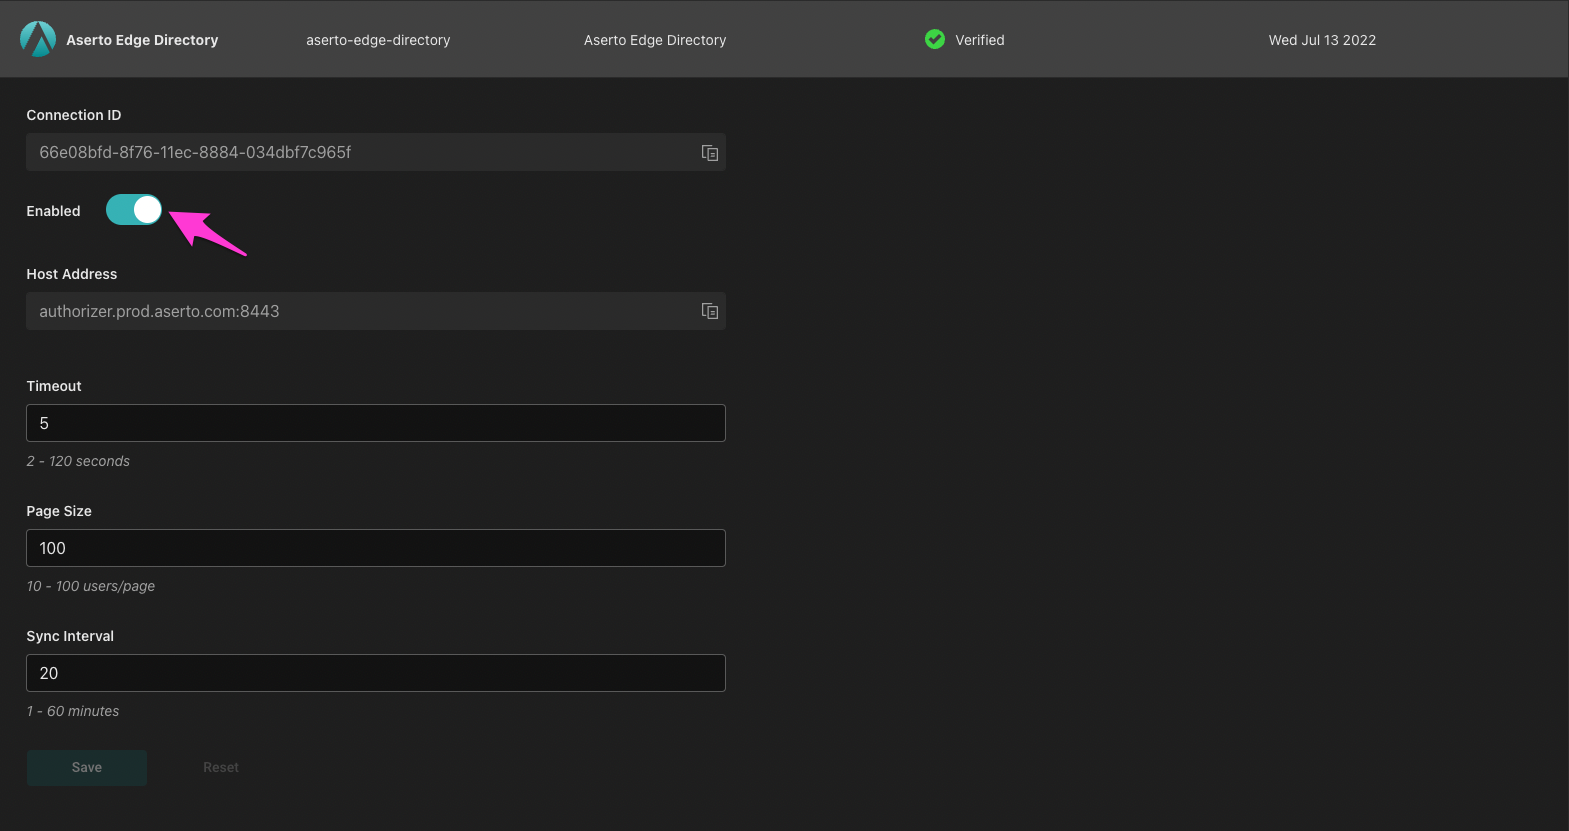 Aserto Edge Directory aserto-edge-directory Aserto Edge Directory Verified Wed Jul 13 2022
Connection ID
66e08bfd-8f76-11ec-8884-034dbf7c965f
Enabled
Host Address
authorizer.prod.aserto.com:8443
Timeout
5
2 - 120 seconds
Page Size
100
10 - 100 users/page
Sync Interval
20
1 - 60 minutes
Save Reset